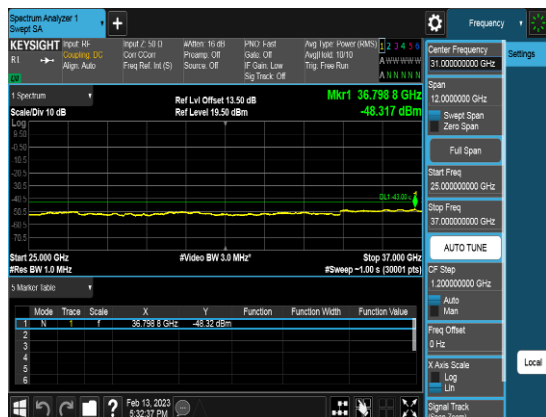 Spectrum Analyzer 1
Swept SA
Frequency
KEYSIGHT
Input: RF
Coupling: DC
Align: Auto
Input Z: 50 Ω
Corr CCorr
Freq Ref: Int (S)
#Atten: 16 dB
Preamp: Off
Source: Off
PNO: Fast
Gate: Off
IF Gain: Low
Sig Track: Off
Avg Type: Power (RMS)
Avg|Hold: 10/10
Trig: Free Run
1 2 3 4 5 6
A W W W W W
A N N N N N
1 Spectrum
Scale/Div 10 dB
Ref Lvl Offset 13.50 dB
Ref Level 19.50 dBm
Mkr1 36.798 8 GHz
-48.317 dBm
Log
9.50
-0.50
-10.5
-20.5
-30.5
-40.5
-50.5
-60.5
-70.5
Start 25.000 GHz
#Res BW 1.0 MHz
#Video BW 3.0 MHz*
Stop 37.000 GHz
#Sweep ~1.00 s (30001 pts)
5 Marker Table
Mode Trace Scale X Y Function Function Width Function Value
1 N 1 f 36.798 8 GHz -48.32 dBm
2
3
4
5
6
Feb 13, 2023
5:32:37 PM
Center Frequency
31.000000000 GHz
Span
12.0000000 GHz
Swept Span
Zero Span
Full Span
Start Freq
25.000000000 GHz
Stop Freq
37.000000000 GHz
AUTO TUNE
CF Step
1.200000000 GHz
Auto
Man
Freq Offset
0 Hz
X Axis Scale
Log
Lin
Signal Track
Settings
Local